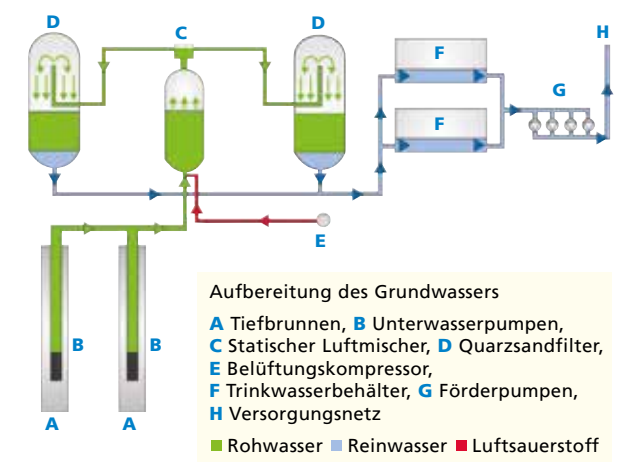 D
C
D
H
F
G
F
E
B
B
A
A
Aufbereitung des Grundwassers
A Tiefbrunnen, B Unterwasserpumpen,
C Statischer Luftmischer, D Quarzsandfilter,
E Belüftungskompressor,
F Trinkwasserbehälter, G Förderpumpen,
H Versorgungsnetz
Rohwasser Reinwasser Luftsauerstoff